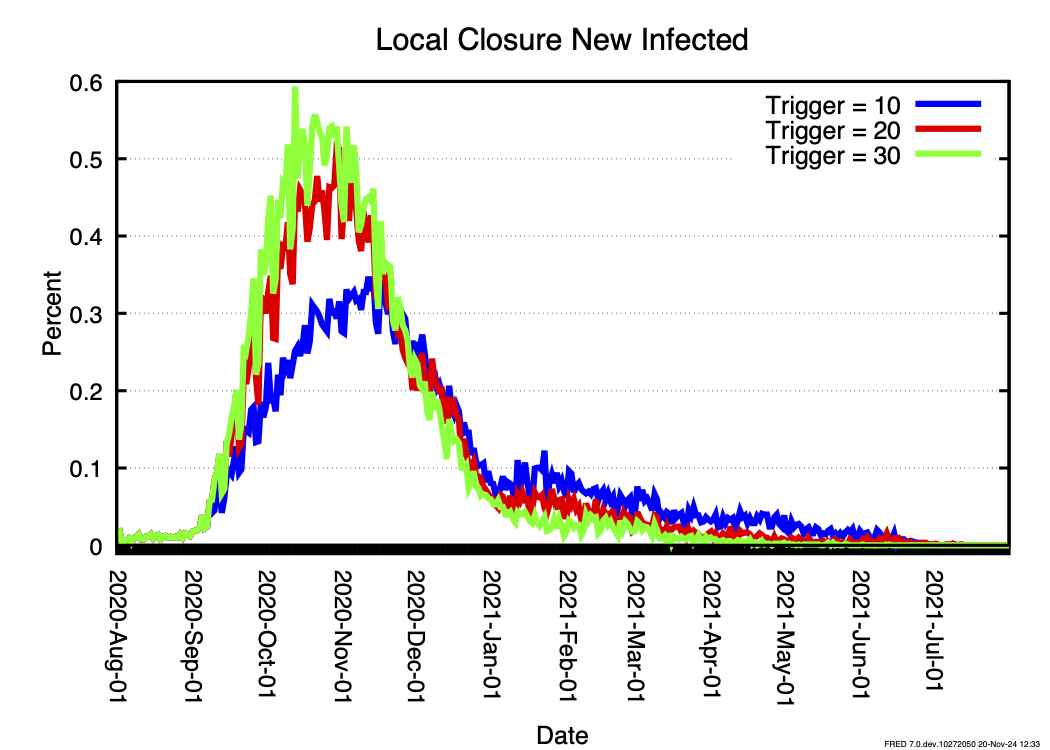 Local Closure New Infected
Trigger = 10
Trigger = 20
Trigger = 30
Percent
0.6
0.5
0.4
0.3
0.2
0.1
0
2020-Aug-01
2020-Sep-01
2020-Oct-01
2020-Nov-01
2020-Dec-01
2021-Jan-01
2021-Feb-01
2021-Mar-01
2021-Apr-01
2021-May-01
2021-Jun-01
2021-Jul-01
Date
FRED 7.0.dev.10272050 20-Nov-24 12:33